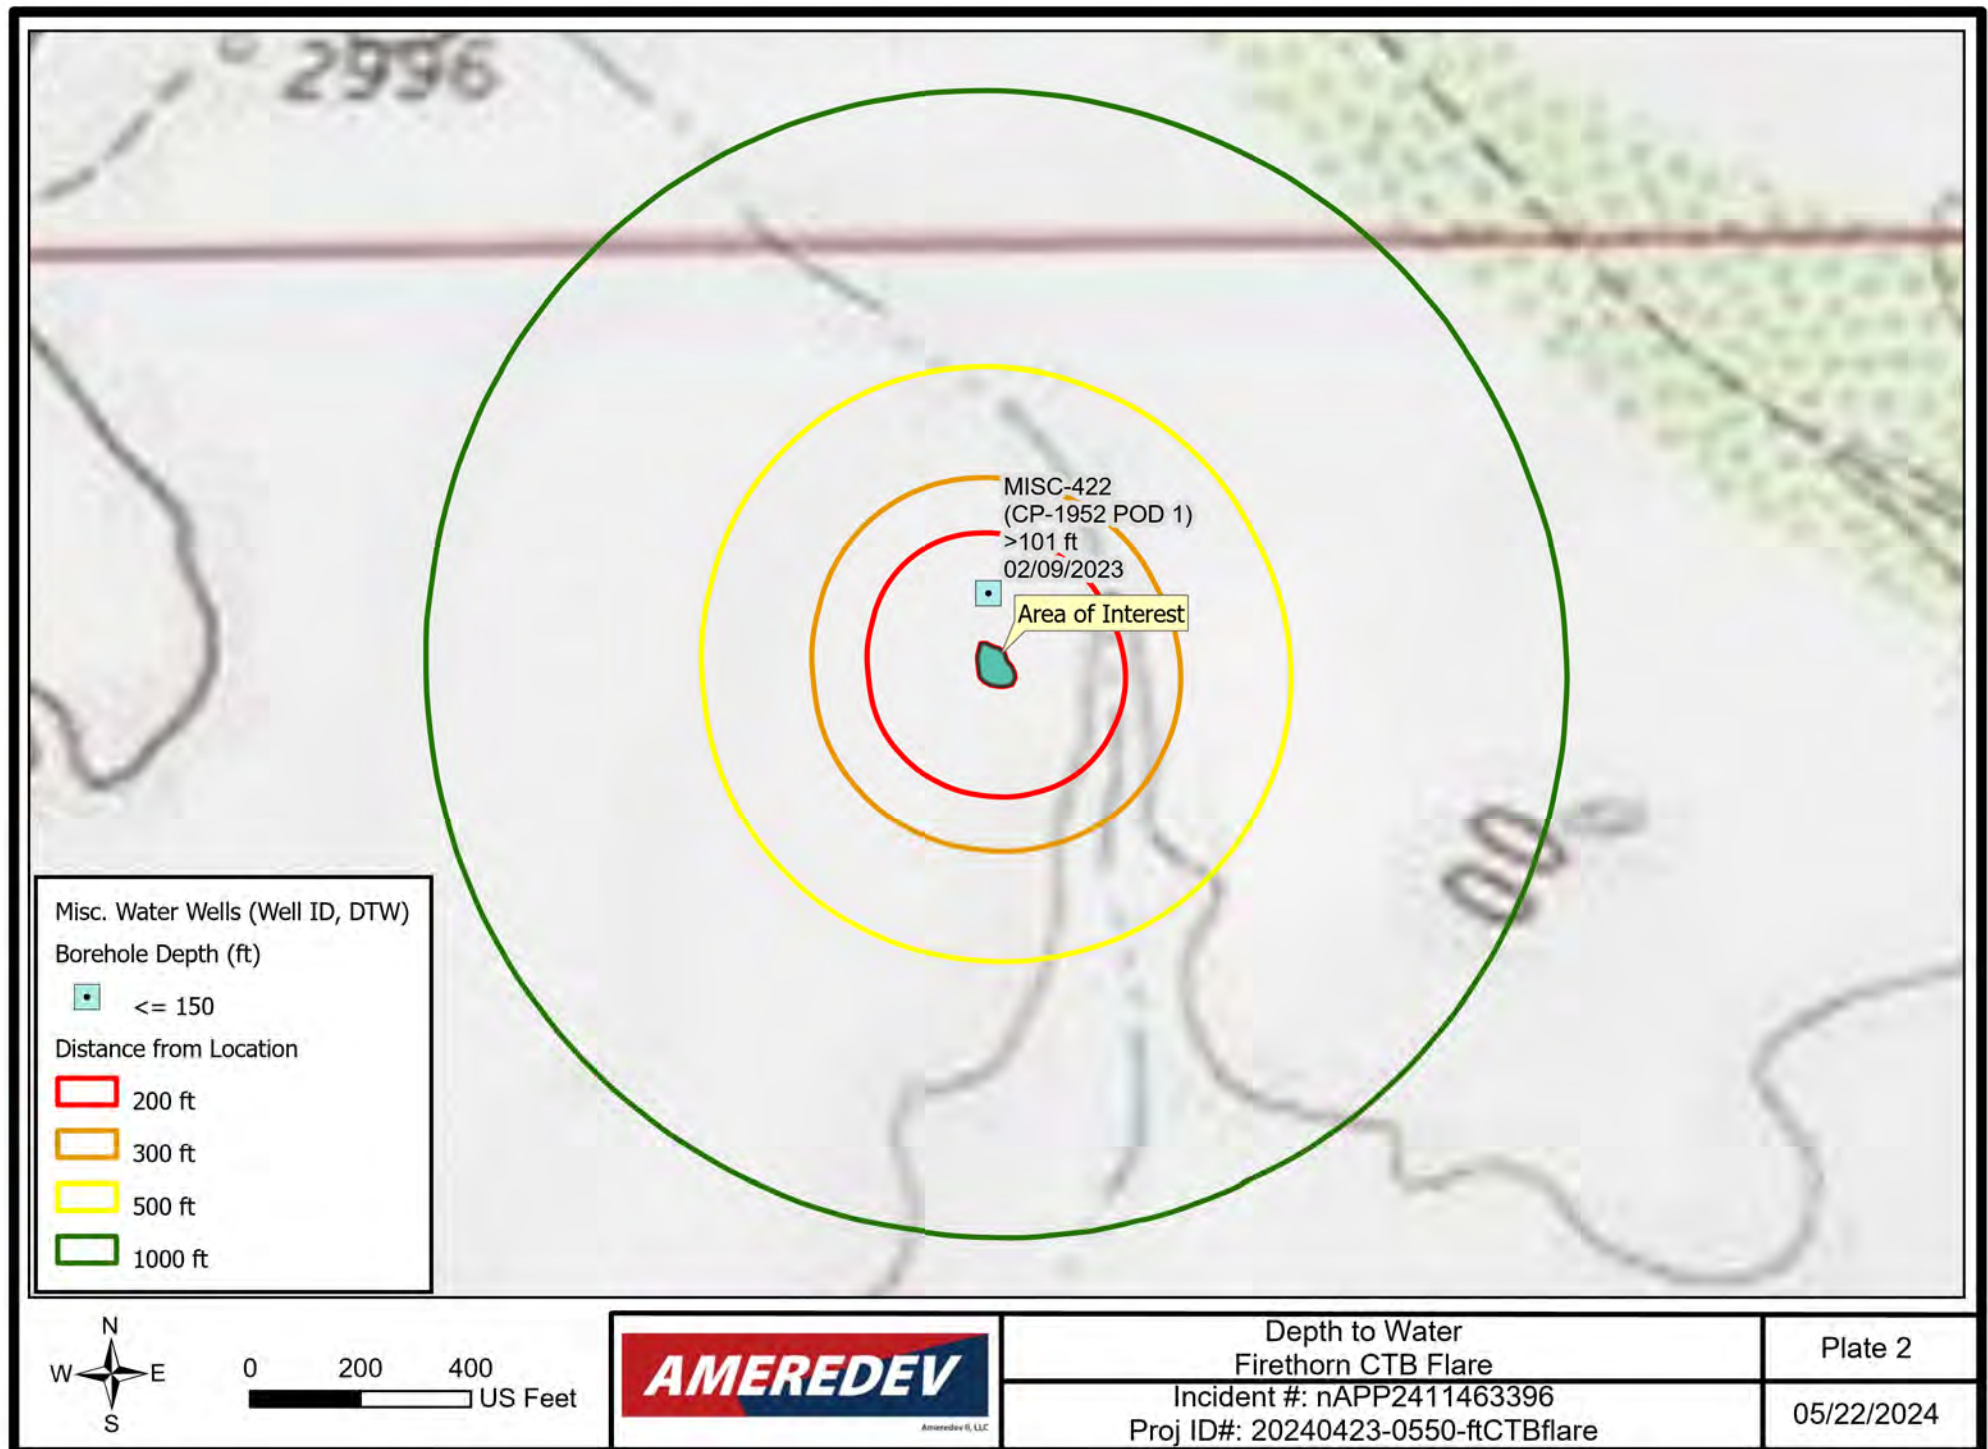 2996
MISC-422
(CP-1952 POD 1)
>101 ft
02/09/2023
Area of Interest
Misc. Water Wells (Well ID, DTW)
Borehole Depth (ft)
<= 150
Distance from Location
200 ft
300 ft
500 ft
1000 ft
N
W E
S
0 200 400
US Feet
AMEREDEV
Ameredev II, LLC
Depth to Water
Firethorn CTB Flare
Incident #: nAPP2411463396
Proj ID#: 20240423-0550-ftCTBflare
Plate 2
05/22/2024